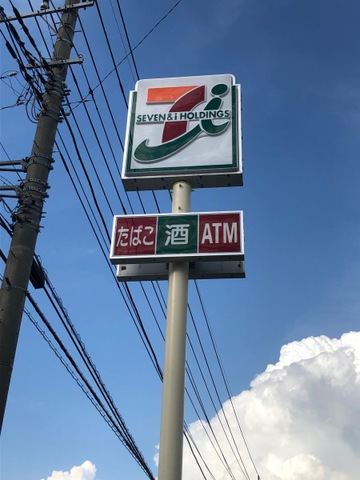 SEVEN & i HOLDINGS
たばこ 酒 ATM